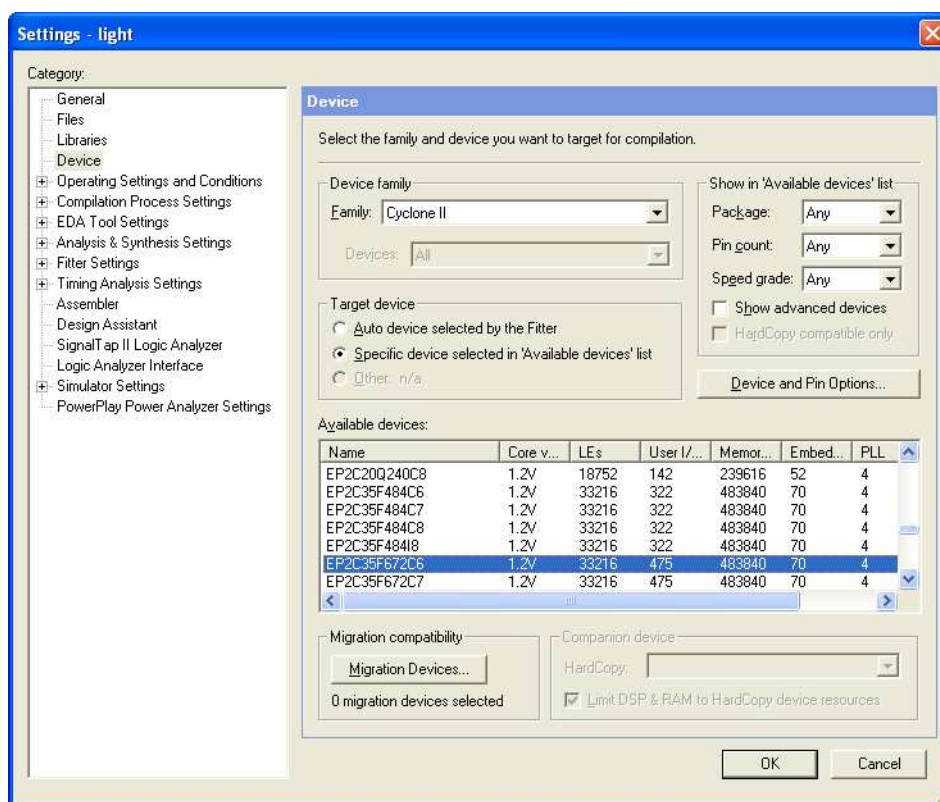 Settings - light
Category:
General
Files
Libraries
Device
Operating Settings and Conditions
Compilation Process Settings
EDA Tool Settings
Analysis & Synthesis Settings
Fitter Settings
Timing Analysis Settings
Assembler
Design Assistant
SignalTap II Logic Analyzer
Logic Analyzer Interface
Simulator Settings
PowerPlay Power Analyzer Settings
Device
Select the family and device you want to target for compilation.
Device family
Family: Cyclone II
Devices: All
Show in 'Available devices' list
Package: Any
Pin count: Any
Speed grade: Any
Show advanced devices
HardCopy compatible only
Target device
Auto device selected by the Fitter
Specific device selected in 'Available devices' list
Other: n/a
Device and Pin Options...
Available devices:
Name Core v... LEs User I/... Memor... Embed... PLL
EP2C20Q240C8 1.2V 18752 142 239616 52 4
EP2C35F484C6 1.2V 33216 322 483840 70 4
EP2C35F484C7 1.2V 33216 322 483840 70 4
EP2C35F484C8 1.2V 33216 322 483840 70 4
EP2C35F484I8 1.2V 33216 322 483840 70 4
EP2C35F672C6 1.2V 33216 475 483840 70 4
EP2C35F672C7 1.2V 33216 475 483840 70 4
Migration compatibility
Migration Devices...
0 migration devices selected
Companion device
HardCopy:
Limit DSP & RAM to HardCopy device resources
OK
Cancel